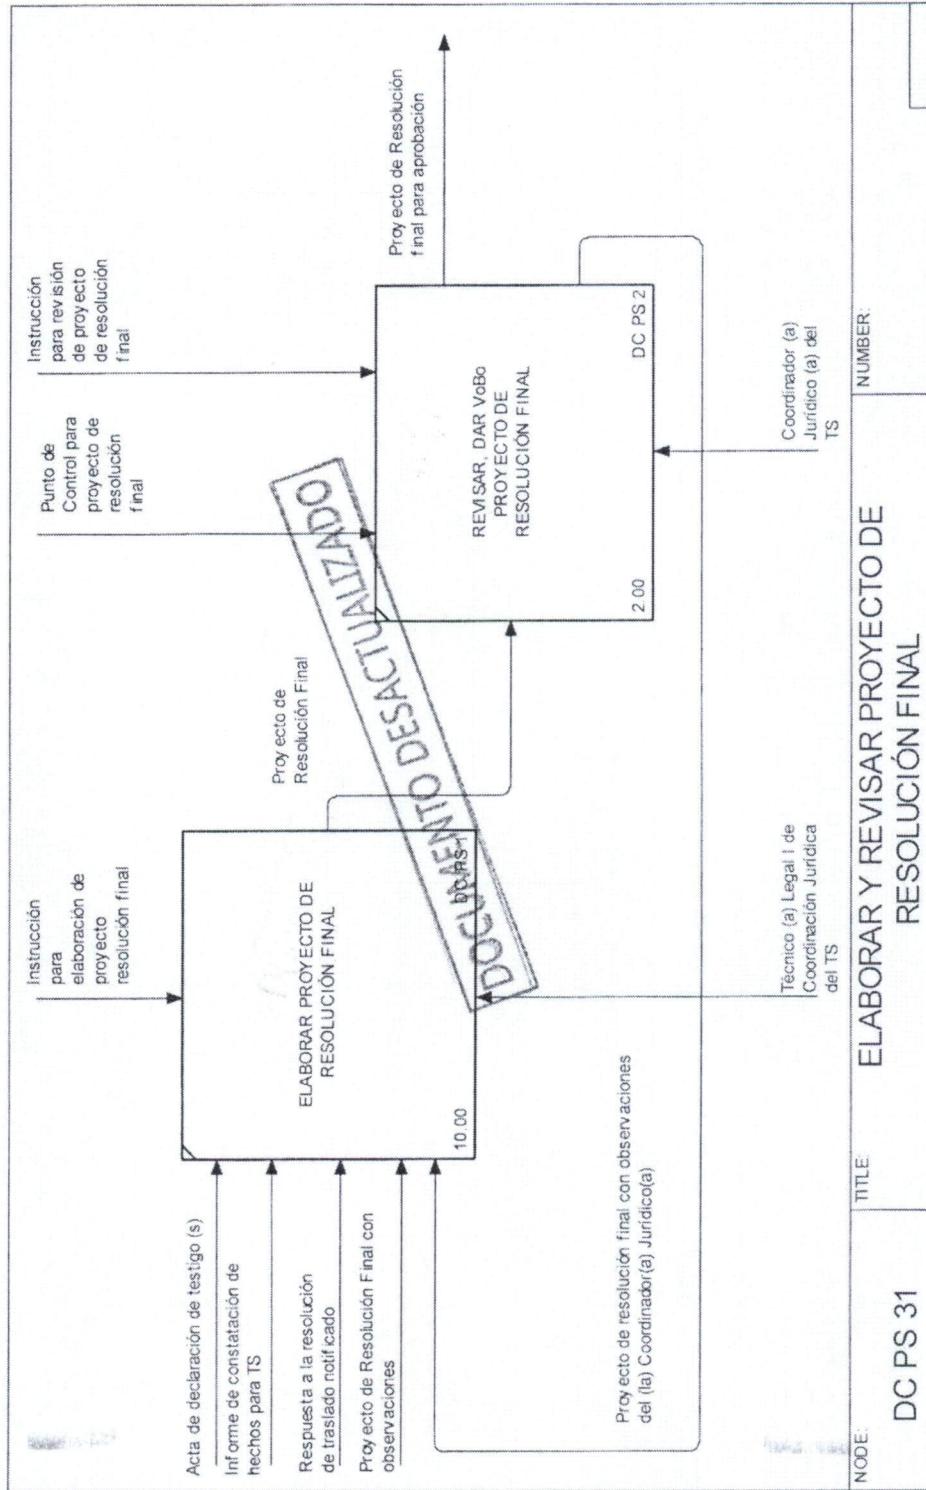 Instrucción
para
elaboración de
proyecto
resolución final
Punto de
Control para
proyecto de
resolución
final
Instrucción
para revisión
de proyecto
de resolución
final
Acta de declaración de testigo (s)
Informe de constatación de
hechos para TS
Respuesta a la resolución
de traslado notificado
Proyecto de Resolución Final con
observaciones
ELABORAR PROYECTO DE
RESOLUCIÓN FINAL
10.00
Proyecto de
Resolución Final
DOCUMENTO DESACTUALIZADO
REVISAR, DAR VoBo
PROYECTO DE
RESOLUCIÓN FINAL
2.00
DC PS 2
Proyecto de Resolución
final para aprobación
Proyecto de resolución final con observaciones
del (la) Coordinador(a) Jurídico(a)
Técnico (a) Legal I de
Coordinación Jurídica
del TS
Coordinador (a)
Jurídico (a) del
TS
NODE:
DC PS 31
TITLE:
ELABORAR Y REVISAR PROYECTO DE
RESOLUCIÓN FINAL
NUMBER: